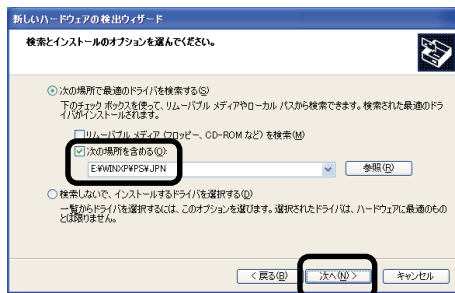 新しいハードウェアの検出ウィザード
検索とインストールのオプションを選んでください。
次の場所で最適のドライバを検索する(S)
下のチェック ボックスを使って、リムーバブル メディアやローカル パスから検索できます。検索された最適のドラ
イバがインストールされます。
リムーバブル メディア (フロッピー、CD-ROM など) を検索(M)
次の場所を含める(O):
E:¥WINXP¥PS¥JPN
参照(R)
検索しないで、インストールするドライバを選択する(D)
一覧からドライバを選択するには、このオプションを選びます。選択されたドライバは、ハードウェアに最適のもの
とは限りません。
< 戻る(B)
次へ(N) >
キャンセル